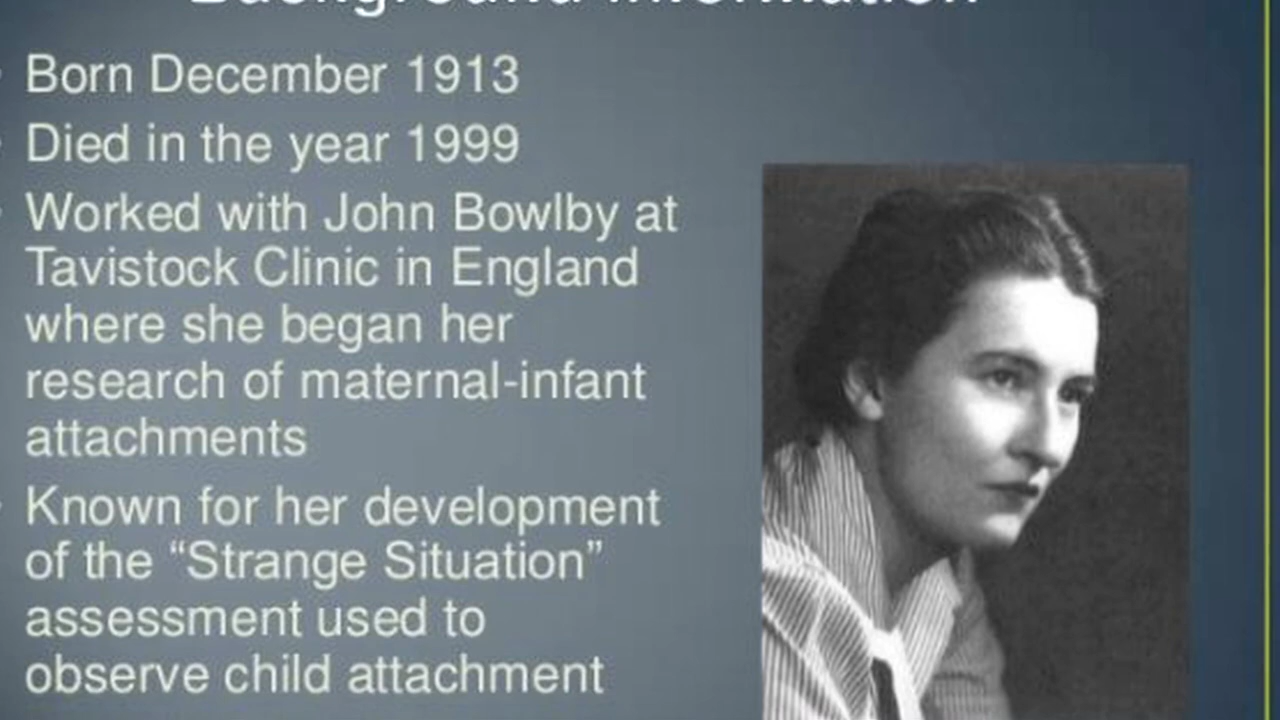 Background Information
Born December 1913
Died in the year 1999
Worked with John Bowlby at
Tavistock Clinic in England
where she began her
research of maternal-infant
attachments
Known for her development
of the “Strange Situation”
assessment used to
observe child attachment